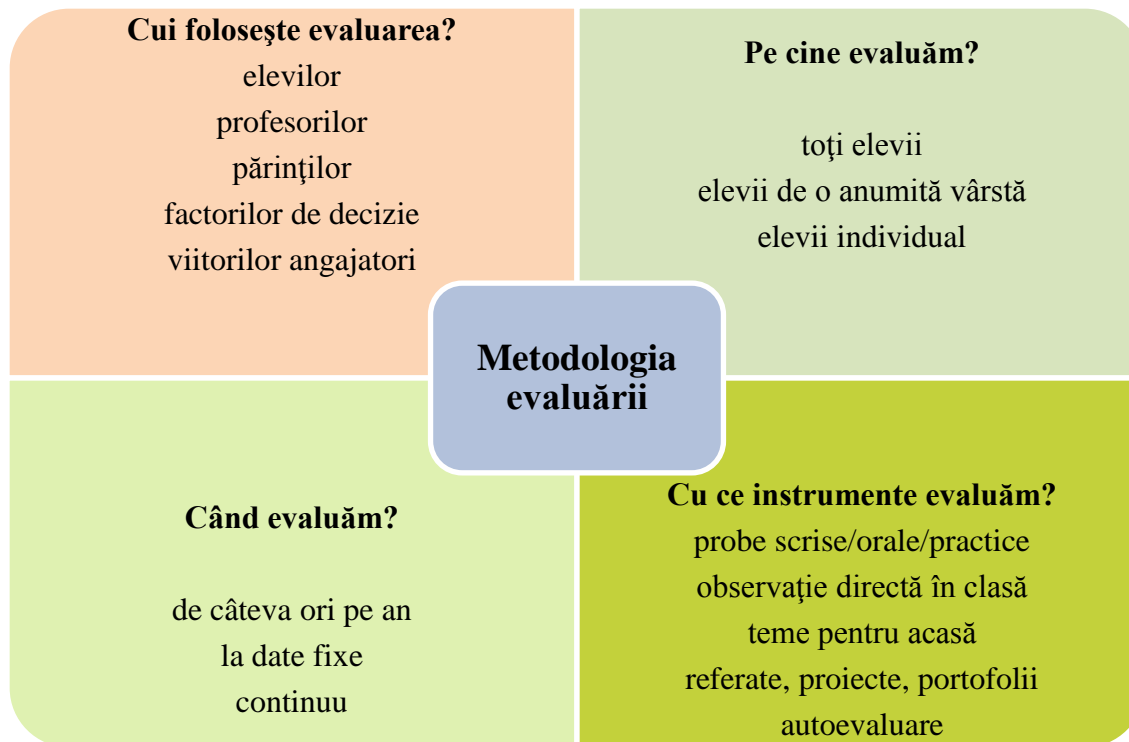 Cui foloseşte evaluarea?
elevilor
profesorilor
părinţilor
factorilor de decizie
viitorilor angajatori
Pe cine evaluăm?
toţi elevii
elevii de o anumită vârstă
elevii individual
Metodologia
evaluării
Când evaluăm?
de câteva ori pe an
la date fixe
continuu
Cu ce instrumente evaluăm?
probe scrise/orale/practice
observaţie directă în clasă
teme pentru acasă
referate, proiecte, portofolii
autoevaluare